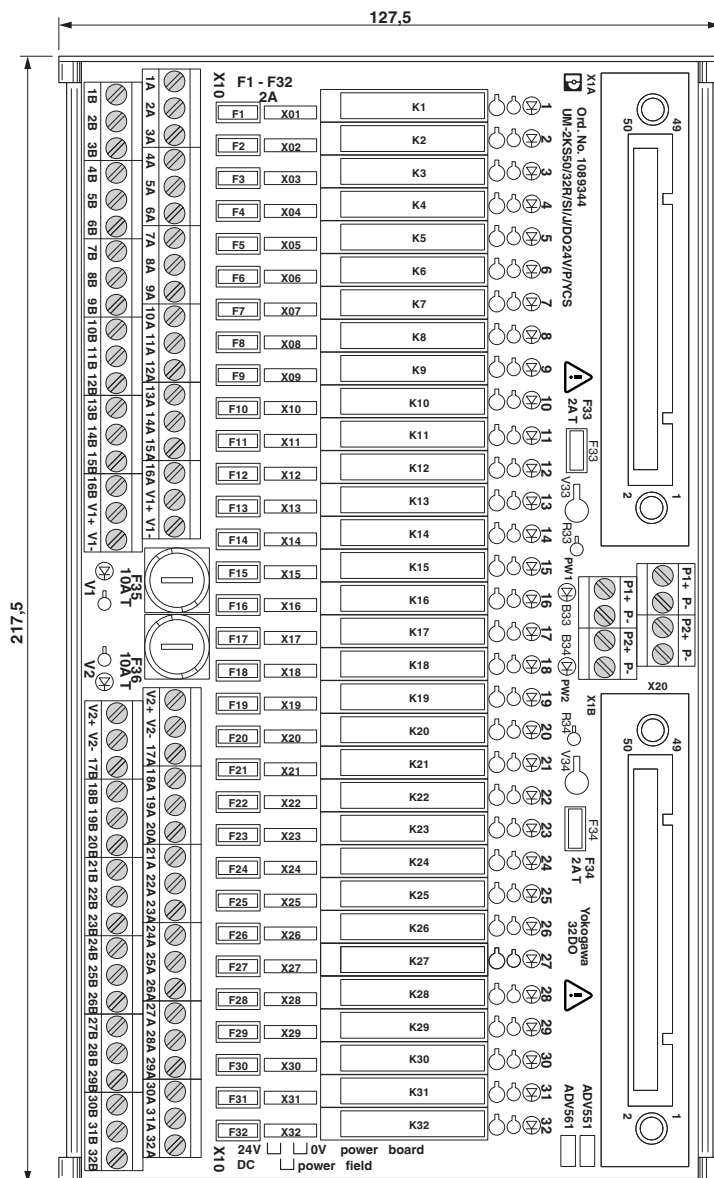 127,5
217,5
X10 F1 - F32
2A
1B
2B
3B
4B
5B
6B
7B
8B
9B
10B
11B
12B
13B
14B
15B
16B
V1+
V1-
1A
2A
3A
4A
5A
6A
7A
8A
9A
10A
11A
12A
13A
14A
15A
16A
V1+
V1-
F35
10A T
V1
F36
10A T
V2
V2+
V2-
17B
18B
19B
20B
21B
22B
23B
24B
25B
26B
27B
28B
29B
30B
31B
32B
V2+
V2-
17A
18A
19A
20A
21A
22A
23A
24A
25A
26A
27A
28A
29A
30A
31A
32A
F1 X01 K1 1
F2 X02 K2 2
F3 X03 K3 3
F4 X04 K4 4
F5 X05 K5 5
F6 X06 K6 6
F7 X07 K7 7
F8 X08 K8 8
F9 X09 K9 9
F10 X10 K10 10
F11 X11 K11 11
F12 X12 K12 12
F13 X13 K13 13
F14 X14 K14 14
F15 X15 K15 15
F16 X16 K16 16
F17 X17 K17 17
F18 X18 K18 18
F19 X19 K19 19
F20 X20 K20 20
F21 X21 K21 21
F22 X22 K22 22
F23 X23 K23 23
F24 X24 K24 24
F25 X25 K25 25
F26 X26 K26 26
F27 X27 K27 27
F28 X28 K28 28
F29 X29 K29 29
F30 X30 K30 30
F31 X31 K31 31
F32 X32 K32 32
X10 24V 0V power board
DC power field
X1A
Ord. No. 1089344
UM-2KS50/32R/SI/J/DO24V/P/YCS
50 49
2 1
F33
2A T
F33
V33
R33
PW1
B33
B34
PW2
P1+
P-
P2+
P-
P1+
P-
P2+
P-
X20
X1B
R34
V34
50 49
F34
F34
2A T
Yokogawa
32DO
2 1
ADV561
ADV551